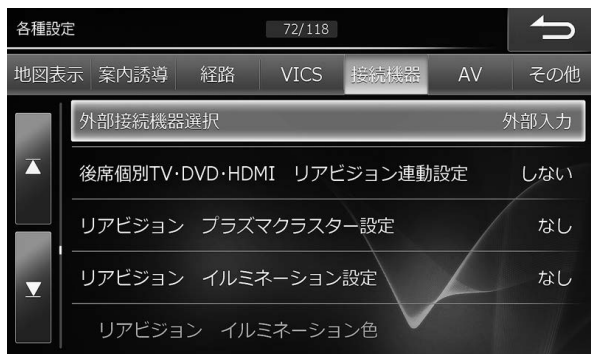 各種設定 72/118
地図表示 案内誘導 経路 VICS 接続機器 AV その他
外部接続機器選択 外部入力
後席個別TV･DVD･HDMI リアビジョン連動設定 しない
リアビジョン プラズマクラスター設定 なし
リアビジョン イルミネーション設定 なし
リアビジョン イルミネーション色